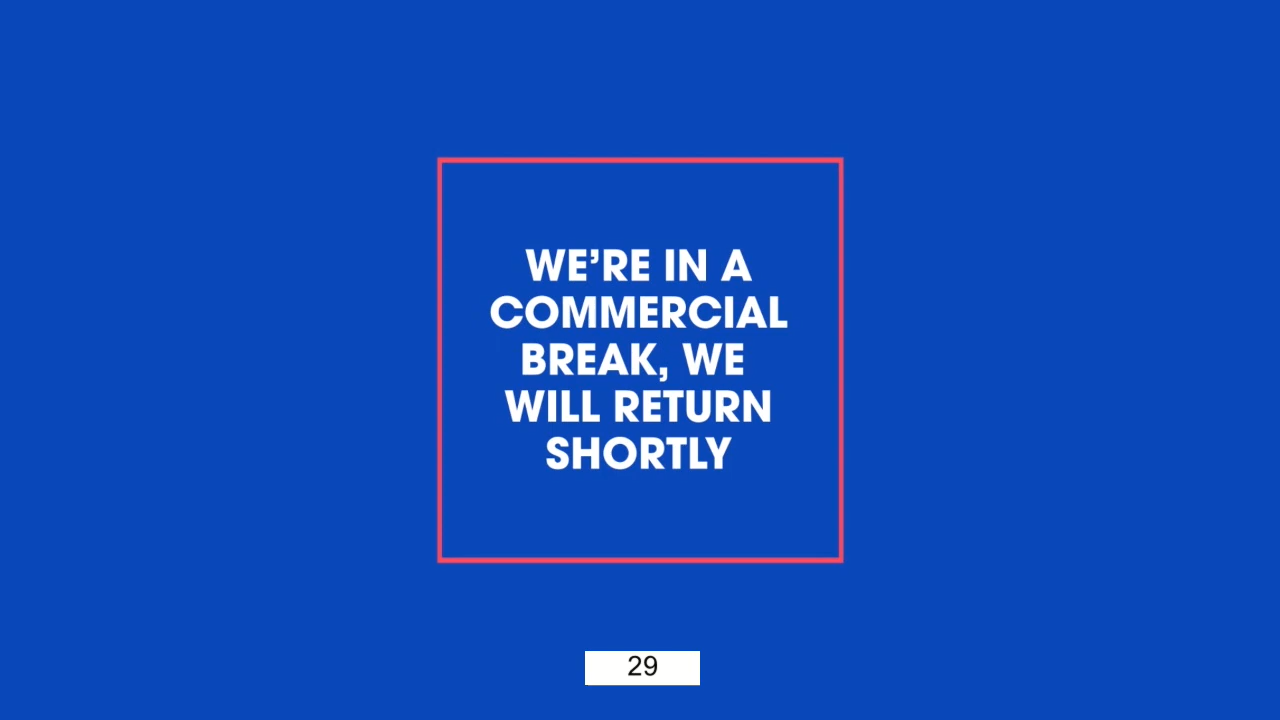 WE’RE IN A
COMMERCIAL
BREAK, WE
WILL RETURN
SHORTLY
29